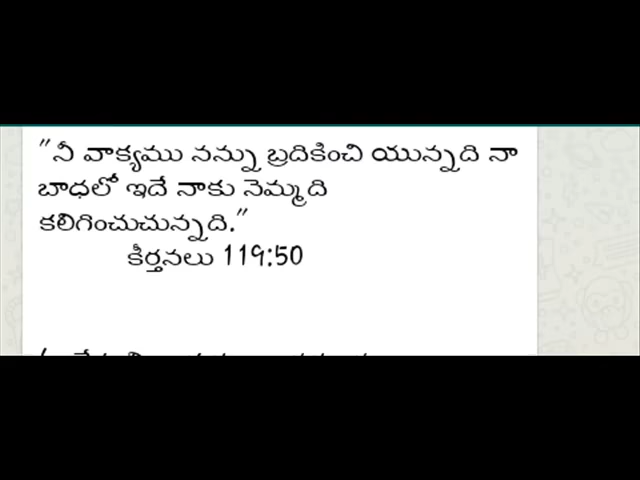 "నీ వాక్యము నన్ను బ్రదికించి యున్నది నా
బాధలో ఇదే నాకు నెమ్మది
కలిగించుచున్నది."
కీర్తనలు 119:50